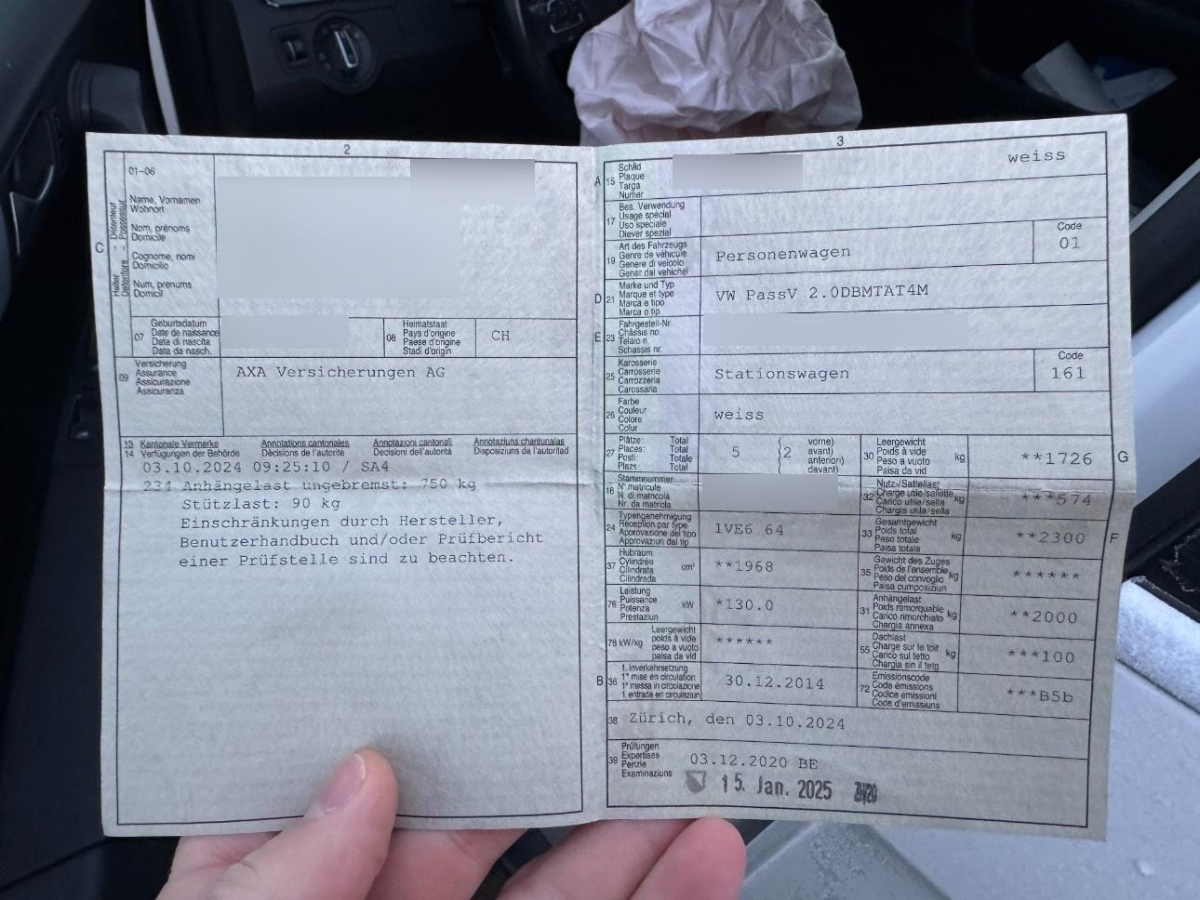 2
01-06
Halter - Détenteur
Detentore - Possessur
C
Name, Vornamen
Wohnort
Nom, prénoms
Domicile
Cognome, nomi
Domicilio
Num, prenums
Domicil
07
Geburtsdatum
Date de naissance
Data di nascita
Data da nasch.
08
Heimatstaat
Pays d'origine
Paese d'origine
Stadi d'origin
CH
09
Versicherung
Assurance
Assicurazione
Assicuranza
AXA Versicherungen AG
13 Kantonale Vermerke Annotations cantonales Annotazioni cantonali Annotaziuns chantunalas
14 Verfügungen der Behörde Décisions de l'autorité Decisioni dell'autorità Disposiziuns da l'autoritad
03.10.2024 09:25:10 / SA4
234 Anhängelast ungebremst: 750 kg
Stützlast: 90 kg
Einschränkungen durch Hersteller,
Benutzerhandbuch und/oder Prüfbericht
einer Prüfstelle sind zu beachten.
3
A 15
Schild
Plaque
Targa
Numer
weiss
17
Bes. Verwendung
Usage spécial
Uso speciale
Diever spezial
19
Art des Fahrzeugs
Genre de véhicule
Genere di veicolo
Gener dal vehichel
Personenwagen
Code
01
D 21
Marke und Typ
Marque et type
Marca e tipo
Marca e tip
VW PassV 2.0DBMTAT4M
E 23
Fahrgestell-Nr.
Châssis no
Telaio n.
Schassis nr.
25
Karosserie
Carrosserie
Carrozzeria
Carossaria
Stationswagen
Code
161
26
Farbe
Couleur
Colore
Colur
weiss
27
Plätze: Total
Places: Total
Posti: Totale
Plazs: Total
5
2
vorne)
avant)
anteriori)
davant)
30
Leergewicht
Poids à vide
Peso a vuoto
Paisa da vid
kg
**1726
G
18
Stammnummer
N° matricule
N. di matricola
Nr. da matricla
32
Nutz-/Sattellast
Charge utile/sellette
Carico utile/sella
Chargia utila/sella
kg
***574
24
Typengenehmigung
Réception par type
Approvazione del tipo
Approvaziun dal tip
1VE6 64
33
Gesamtgewicht
Poids total
Peso totale
Paisa totala
kg
**2300
F
37
Hubraum
Cylindrée
Cilindrata
Cilindrada
cm³
**1968
35
Gewicht des Zuges
Poids de l'ensemble
Peso del convoglio
Paisa cumposiziun
kg
******
76
Leistung
Puissance
Potenza
Prestaziun
kW
*130.0
31
Anhängelast
Poids remorquable
Carico rimorchiato
Chargia annexa
kg
**2000
78 kW/kg
Leergewicht
poids à vide
peso a vuoto
paisa da vid
******
55
Dachlast
Charge sur le toit
Carico sul tetto
Chargia sin il tetg
kg
***100
B 36
1. Inverkehrsetzung
1re mise en circulation
1a messa in circolazione
1. entrada en circulaziun
30.12.2014
72
Emissionscode
Code émissions
Codice emissioni
Code d'emissiuns
***B5b
38 Zürich, den 03.10.2024
39
Prüfungen
Expertises
Perizie
Examinaziuns
03.12.2020 BE
15. Jan. 2025 ZH20